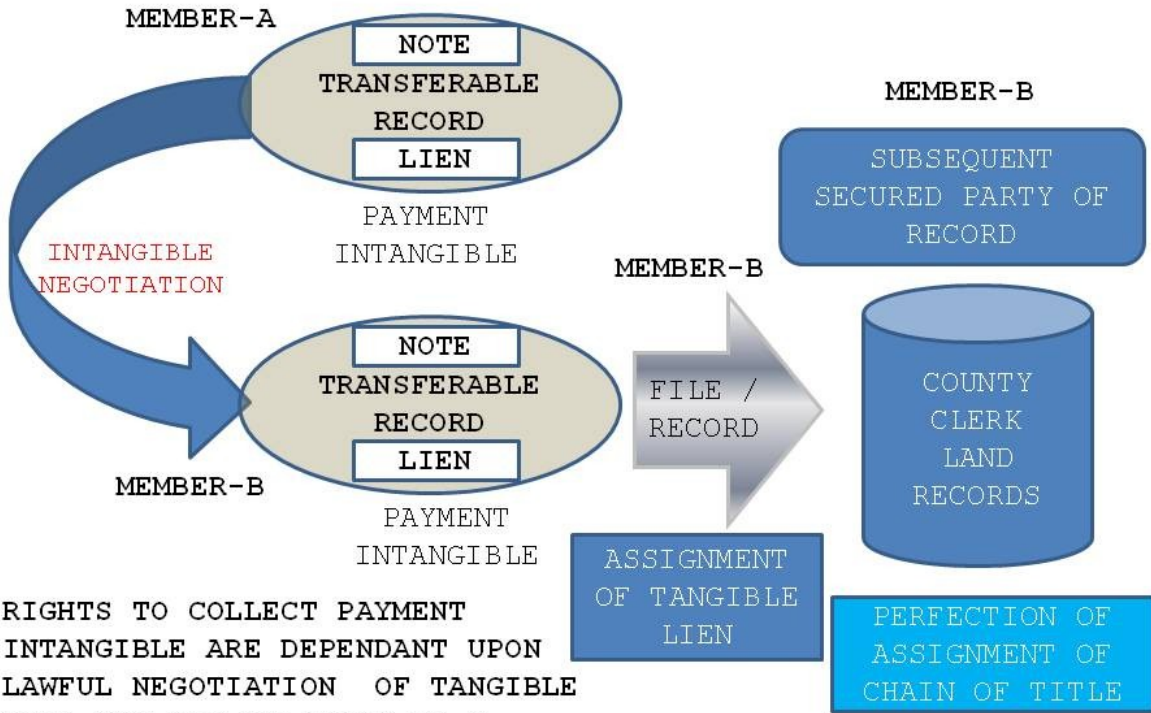 MEMBER-A
NOTE
TRANSFERABLE
RECORD
LIEN
PAYMENT
INTANGIBLE
INTANGIBLE
NEGOTIATION
NOTE
TRANSFERABLE
RECORD
LIEN
MEMBER-B
PAYMENT
INTANGIBLE
MEMBER-B
FILE /
RECORD
ASSIGNMENT
OF TANGIBLE
LIEN
MEMBER-B
SUBSEQUENT
SECURED PARTY OF
RECORD
COUNTY
CLERK
LAND
RECORDS
PERFECTION OF
ASSIGNMENT OF
CHAIN OF TITLE
RIGHTS TO COLLECT PAYMENT
INTANGIBLE ARE DEPENDANT UPON
LAWFUL NEGOTIATION OF TANGIBLE